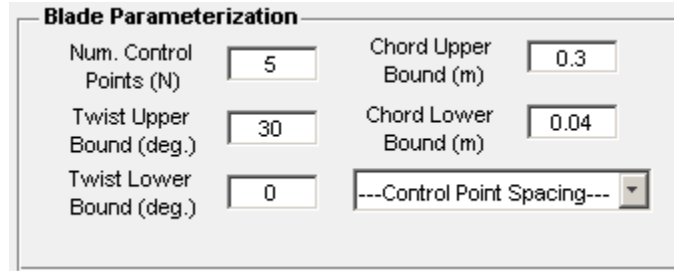 Blade Parameterization
Num. Control
Points (N)
5
Chord Upper
Bound (m)
0.3
Twist Upper
Bound (deg.)
30
Chord Lower
Bound (m)
0.04
Twist Lower
Bound (deg.)
0
---Control Point Spacing---